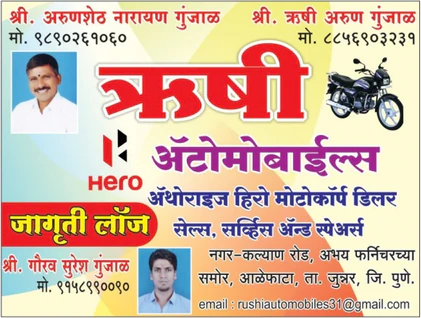 श्री. अरुणशेठ नारायण गुंजाळ
मो. ९८९०२६१०६०
श्री. ऋषी अरुण गुंजाळ
मो. ८८५६९०३२३१
ऋषी
Hero
ॲटोमोबाईल्स
ॲथोराइज हिरो मोटोकॉर्प डिलर
सेल्स, सर्व्हिस ॲन्ड स्पेअर्स
जागृती लॉज
श्री. गौरव सुरेश गुंजाळ
मो. ९१५८९९००९०
नगर-कल्याण रोड, अभय फर्निचरच्या
समोर, आळेफाटा, ता. जुन्नर, जि. पुणे.
email : rushiautomobiles31@gmail.com